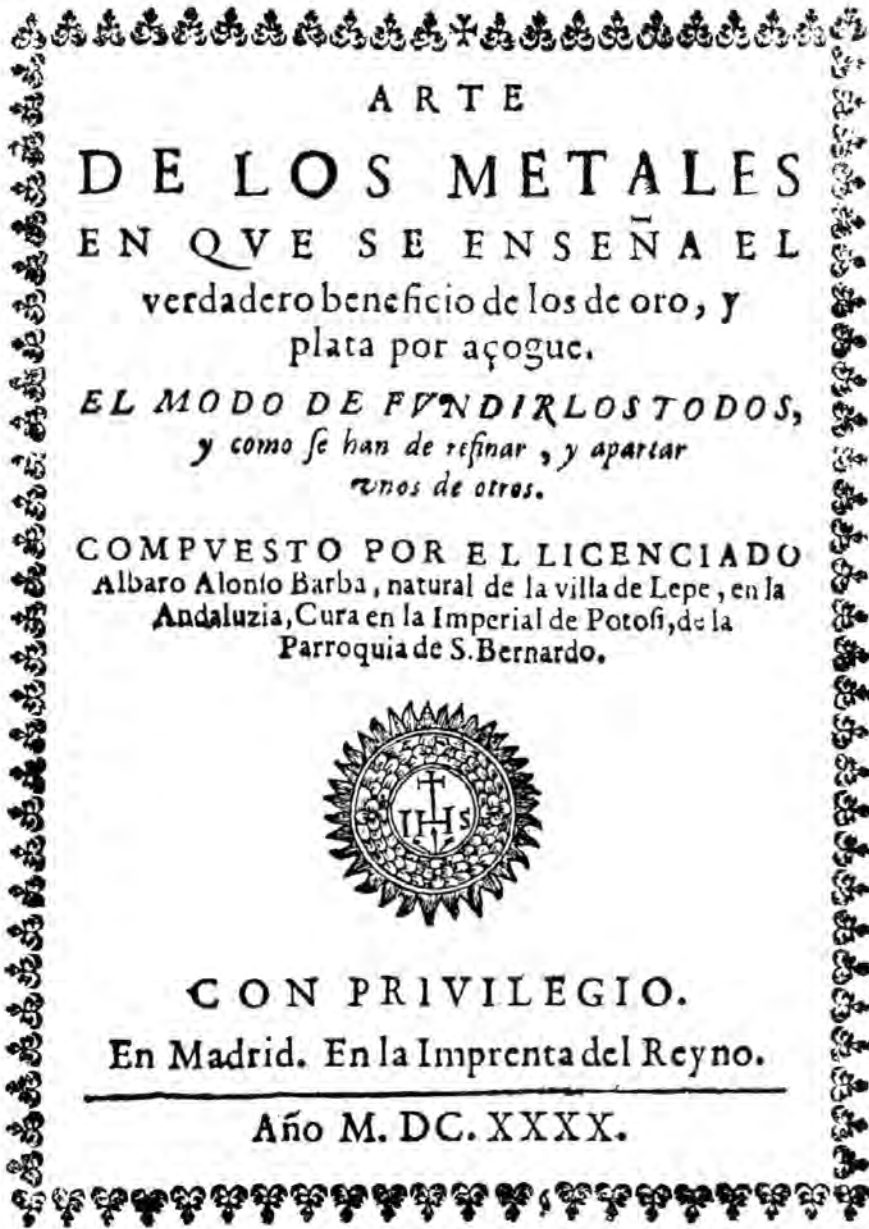 ARTE
DE LOS METALES
EN QVE SE ENSEÑA EL
verdadero beneficio de los de oro, y
plata por açogue.
EL MODO DE FVNDIRLOS TODOS,
y como ſe han de refinar, y apartar
vnos de otros.
COMPVESTO POR EL LICENCIADO
Albaro Alonſo Barba, natural de la villa de Lepe, en la
Andaluzia, Cura en la Imperial de Potoſi, de la
Parroquia de S. Bernardo.
IHS
CON PRIVILEGIO.
En Madrid. En la Imprenta del Reyno.
Año M. DC. XXXX.